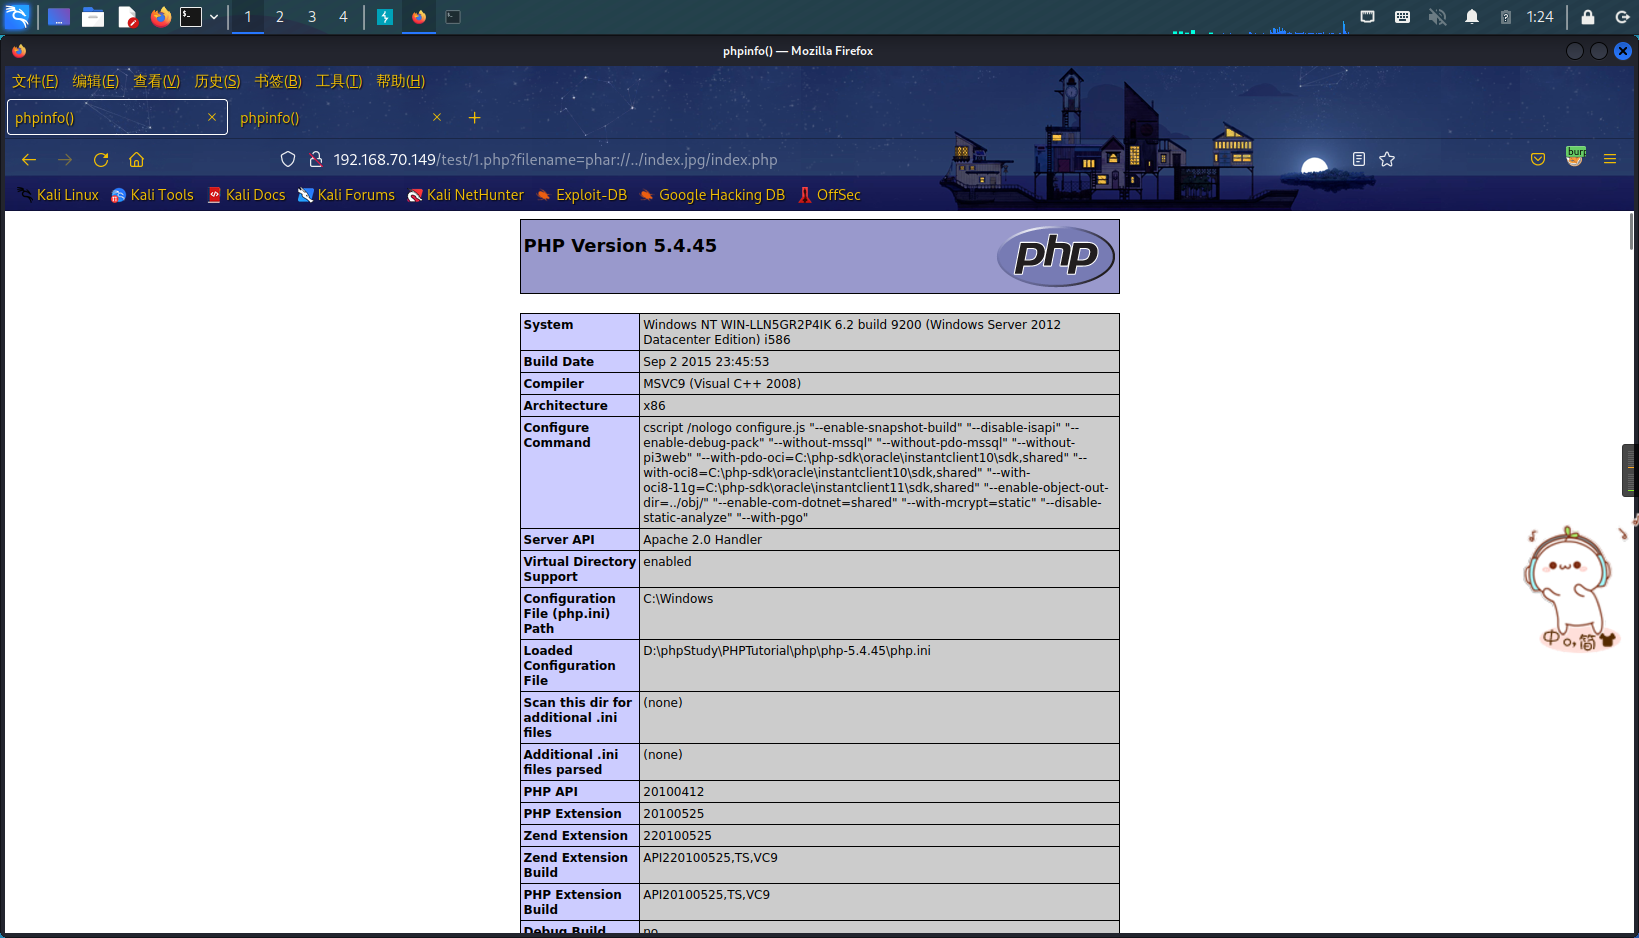 1 2 3 4 1:24
phpinfo() — Mozilla Firefox
文件(F) 编辑(E) 查看(V) 历史(S) 书签(B) 工具(T) 帮助(H)
phpinfo() × phpinfo() × +
192.168.70.149/test/1.php?filename=phar://../index.jpg/index.php
burp
Kali Linux Kali Tools Kali Docs Kali Forums Kali NetHunter Exploit-DB Google Hacking DB OffSec
PHP Version 5.4.45
php
System Windows NT WIN-LLN5GR2P4IK 6.2 build 9200 (Windows Server 2012
Datacenter Edition) i586
Build Date Sep 2 2015 23:45:53
Compiler MSVC9 (Visual C++ 2008)
Architecture x86
Configure cscript /nologo configure.js "--enable-snapshot-build" "--disable-isapi" "--
Command enable-debug-pack" "--without-mssql" "--without-pdo-mssql" "--without-
pi3web" "--with-pdo-oci=C:\php-sdk\oracle\instantclient10\sdk,shared" "--
with-oci8=C:\php-sdk\oracle\instantclient10\sdk,shared" "--with-
oci8-11g=C:\php-sdk\oracle\instantclient11\sdk,shared" "--enable-object-out-
dir=../obj/" "--enable-com-dotnet=shared" "--with-mcrypt=static" "--disable-
static-analyze" "--with-pgo"
Server API Apache 2.0 Handler
Virtual Directory enabled
Support
Configuration C:\Windows
File (php.ini)
Path
Loaded D:\phpStudy\PHPTutorial\php\php-5.4.45\php.ini
Configuration
File
Scan this dir for (none)
additional .ini
files
Additional .ini (none)
files parsed
PHP API 20100412
PHP Extension 20100525
Zend Extension 220100525
Zend Extension API220100525,TS,VC9
Build
PHP Extension API20100525,TS,VC9
Build
Debug Build no
中 简